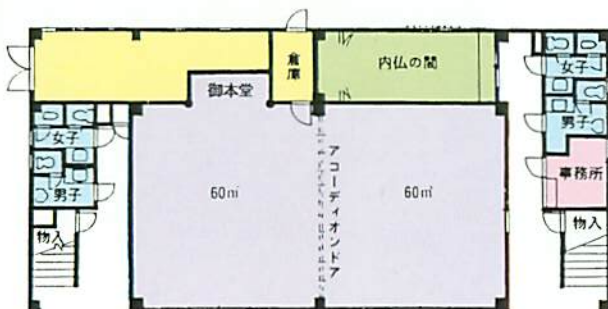 倉庫
内仏の間
御本堂
女子
男子
物入
60㎡
アコーディオンドア
60㎡
女子
男子
事務所
物入